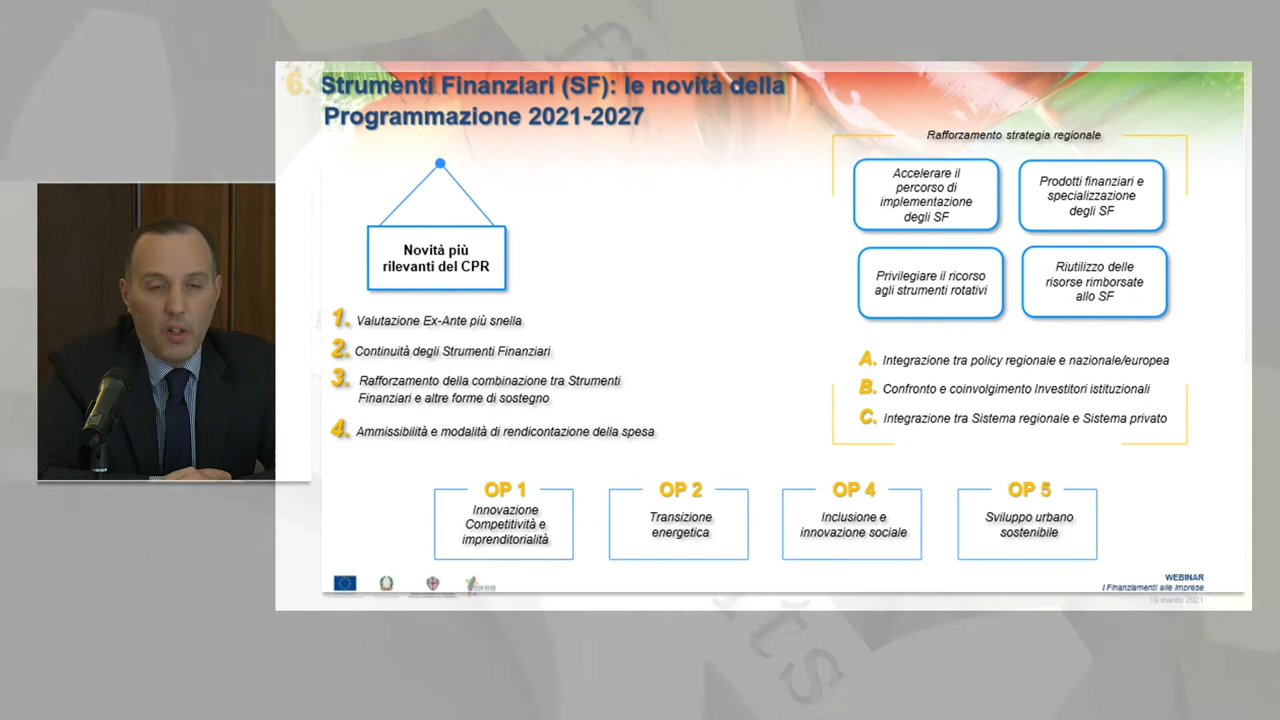 6. Strumenti Finanziari (SF): le novità della
Programmazione 2021-2027
Novità più
rilevanti del CPR
1. Valutazione Ex-Ante più snella
2. Continuità degli Strumenti Finanziari
3. Rafforzamento della combinazione tra Strumenti
Finanziari e altre forme di sostegno
4. Ammissibilità e modalità di rendicontazione della spesa
Rafforzamento strategia regionale
Accelerare il
percorso di
implementazione
degli SF
Prodotti finanziari e
specializzazione
degli SF
Privilegiare il ricorso
agli strumenti rotativi
Riutilizzo delle
risorse rimborsate
allo SF
A. Integrazione tra policy regionale e nazionale/europea
B. Confronto e coinvolgimento Investitori istituzionali
C. Integrazione tra Sistema regionale e Sistema privato
OP 1
Innovazione
Competitività e
imprenditorialità
OP 2
Transizione
energetica
OP 4
Inclusione e
innovazione sociale
OP 5
Sviluppo urbano
sostenibile
WEBINAR
I Finanziamenti alle Imprese
19 marzo 2021